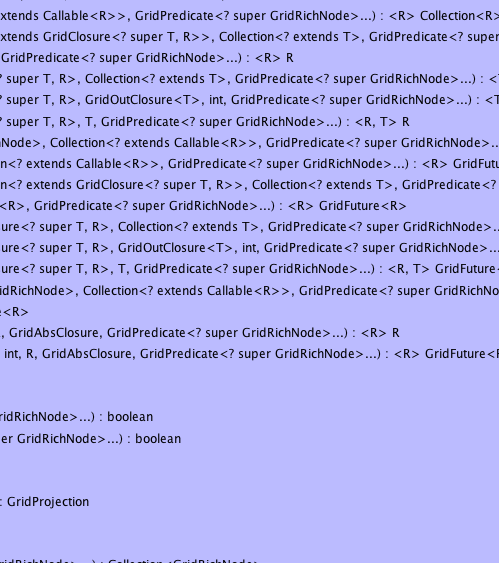 xtends Callable<R>>, GridPredicate<? super GridRichNode>...) : <R> Collection<R>
extends GridClosure<? super T, R>>, Collection<? extends T>, GridPredicate<? super
GridPredicate<? super GridRichNode>...) : <R> R
? super T, R>, Collection<? extends T>, GridPredicate<? super GridRichNode>...) : <T
? super T, R>, GridOutClosure<T>, int, GridPredicate<? super GridRichNode>...) : <T
? super T, R>, T, GridPredicate<? super GridRichNode>...) : <R, T> R
Node>, Collection<? extends Callable<R>>, GridPredicate<? super GridRichNode>...
n<? extends Callable<R>>, GridPredicate<? super GridRichNode>...) : <R> GridFutu
n<? extends GridClosure<? super T, R>>, Collection<? extends T>, GridPredicate<?
<R>, GridPredicate<? super GridRichNode>...) : <R> GridFuture<R>
ure<? super T, R>, Collection<? extends T>, GridPredicate<? super GridRichNode>...
ure<? super T, R>, GridOutClosure<T>, int, GridPredicate<? super GridRichNode>...
ure<? super T, R>, T, GridPredicate<? super GridRichNode>...) : <R, T> GridFuture<
idRichNode>, Collection<? extends Callable<R>>, GridPredicate<? super GridRichNo
e<R>
, GridAbsClosure, GridPredicate<? super GridRichNode>...) : <R> R
int, R, GridAbsClosure, GridPredicate<? super GridRichNode>...) : <R> GridFuture<R
ridRichNode>...) : boolean
er GridRichNode>...) : boolean
: GridProjection
ridRichNode>...) : Collection<GridRichNode>